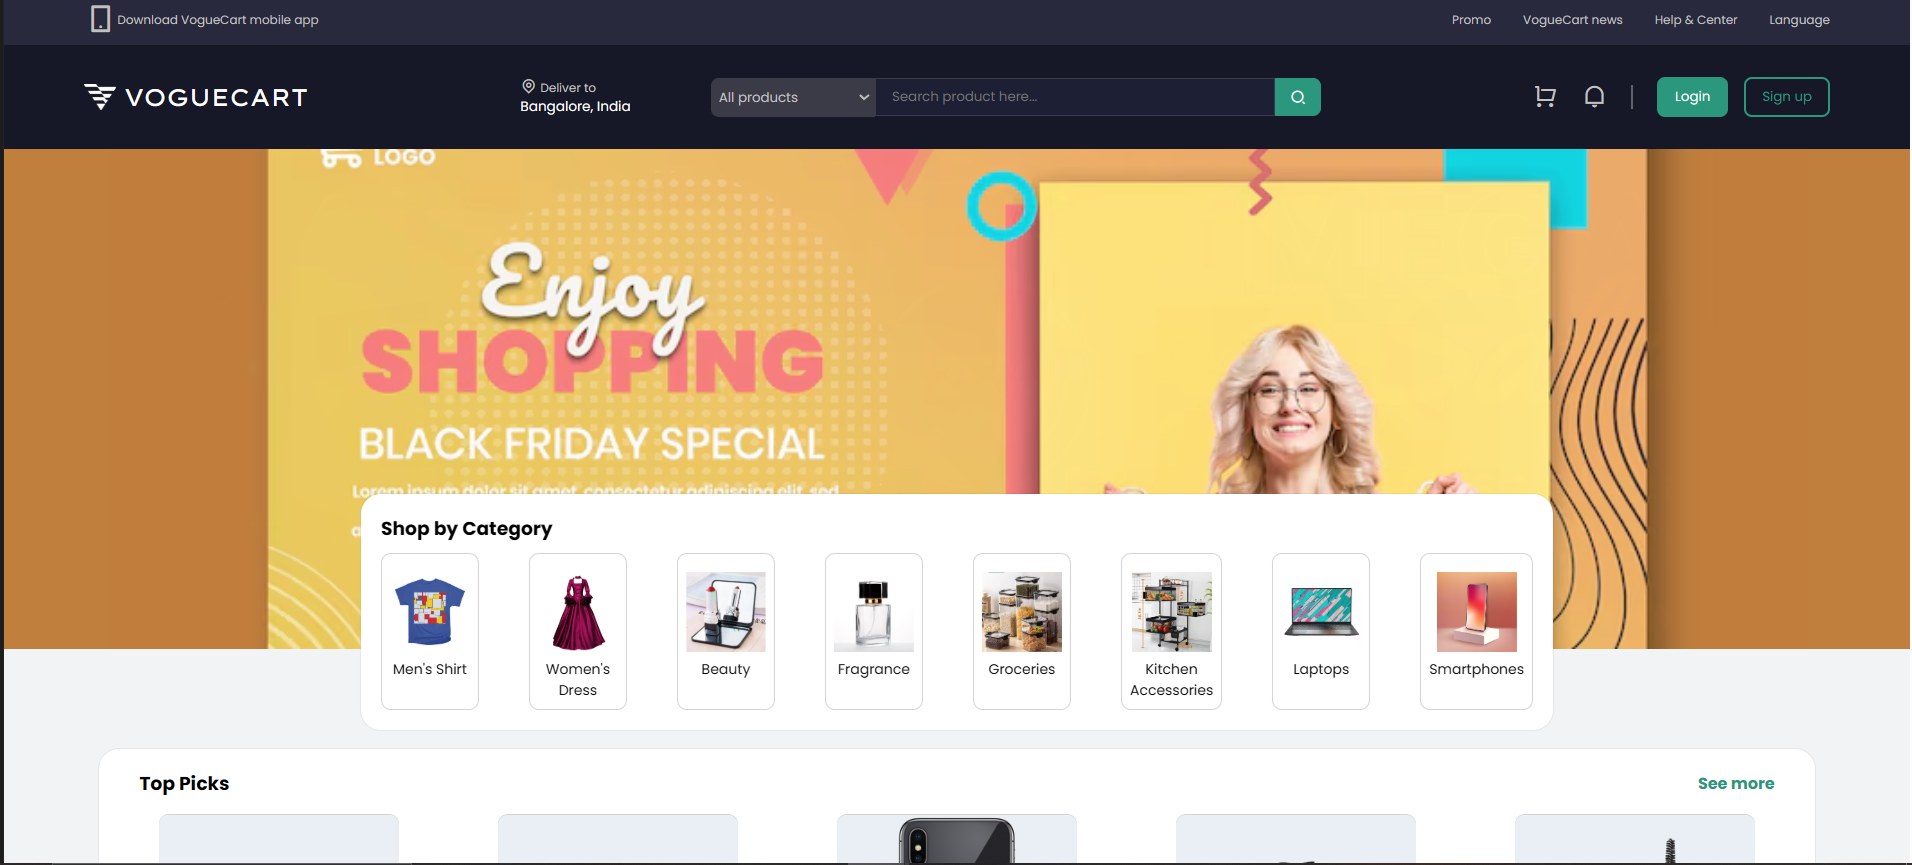 Download VogueCart mobile app
Promo
VogueCart news
Help & Center
Language
VOGUECART
Deliver to
Bangalore, India
All products
Search product here...
Login
Sign up
LOGO
Enjoy
SHOPPING
BLACK FRIDAY SPECIAL
Lorem ipsum dolor sit amet, consectetur adipiscing elit, sed
Shop by Category
Men's Shirt
Women's
Dress
Beauty
Fragrance
Groceries
Kitchen
Accessories
Laptops
Smartphones
Top Picks
See more